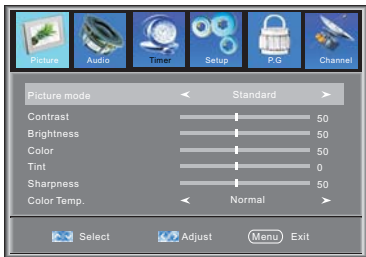 Picture Audio Timer Setup P.G Channel
Picture mode Standard
Contrast 50
Brightness 50
Color 50
Tint 0
Sharpness 50
Color Temp. Normal
Select Adjust Menu Exit